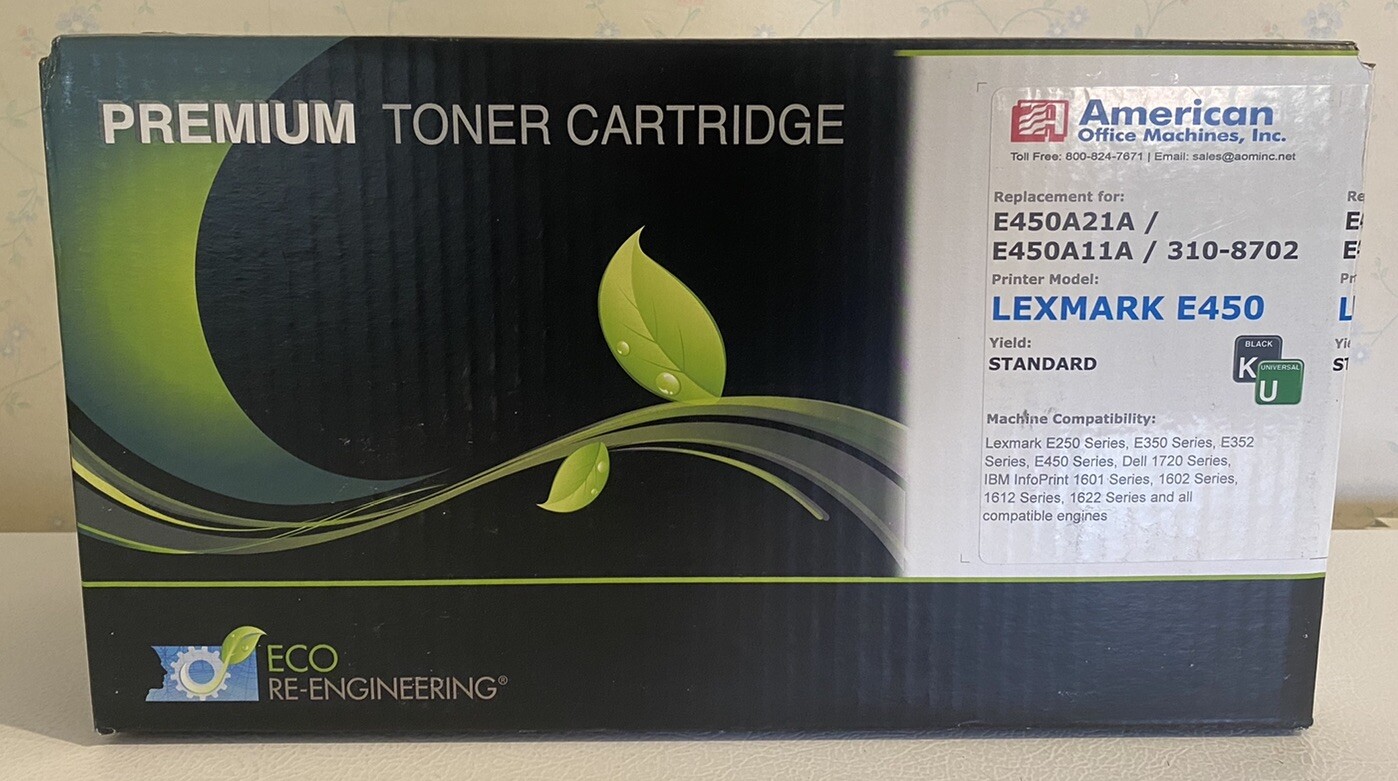 PREMIUM TONER CARTRIDGE
American
Office Machines, Inc.
Toll Free: 800-824-7671 | Email: sales@aominc.net
Replacement for:
E450A21A /
E450A11A / 310-8702
Printer Model:
LEXMARK E450
Yield:
STANDARD
BLACK
K
UNIVERSAL
U
Machine Compatibility:
Lexmark E250 Series, E350 Series, E352
Series, E450 Series, Dell 1720 Series,
IBM InfoPrint 1601 Series, 1602 Series,
1612 Series, 1622 Series and all
compatible engines
ECO
RE-ENGINEERING®